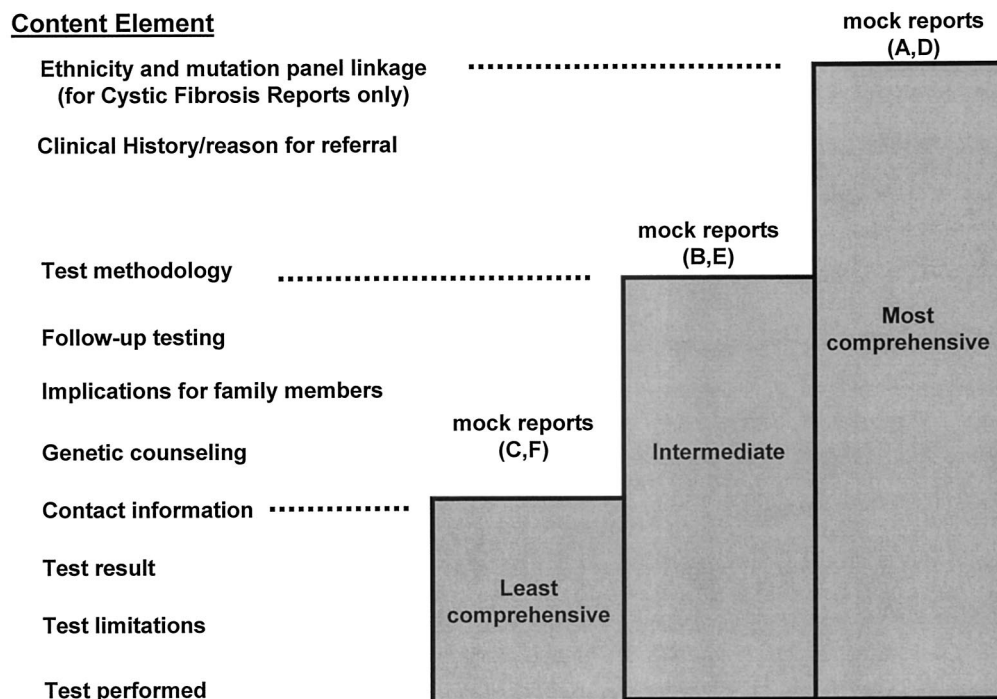 Content Element
mock reports
(A,D)
Ethnicity and mutation panel linkage
(for Cystic Fibrosis Reports only)
Clinical History/reason for referral
mock reports
(B,E)
Test methodology
Most
comprehensive
Follow-up testing
Implications for family members
mock reports
(C,F)
Genetic counseling
Intermediate
Contact information
Test result
Least
comprehensive
Test limitations
Test performed